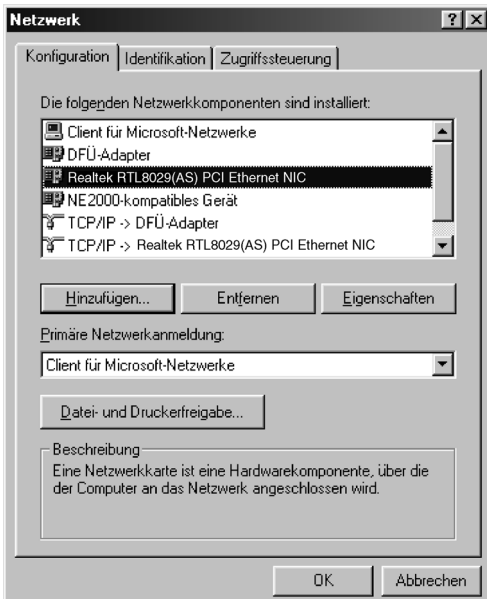 Netzwerk
Konfiguration Identifikation Zugriffssteuerung
Die folgenden Netzwerkkomponenten sind installiert:
Client für Microsoft-Netzwerke
DFÜ-Adapter
Realtek RTL8029(AS) PCI Ethernet NIC
NE2000-kompatibles Gerät
TCP/IP -> DFÜ-Adapter
TCP/IP -> Realtek RTL8029(AS) PCI Ethernet NIC
Hinzufügen... Entfernen Eigenschaften
Primäre Netzwerkanmeldung:
Client für Microsoft-Netzwerke
Datei- und Druckerfreigabe...
Beschreibung
Eine Netzwerkkarte ist eine Hardwarekomponente, über die
der Computer an das Netzwerk angeschlossen wird.
OK Abbrechen